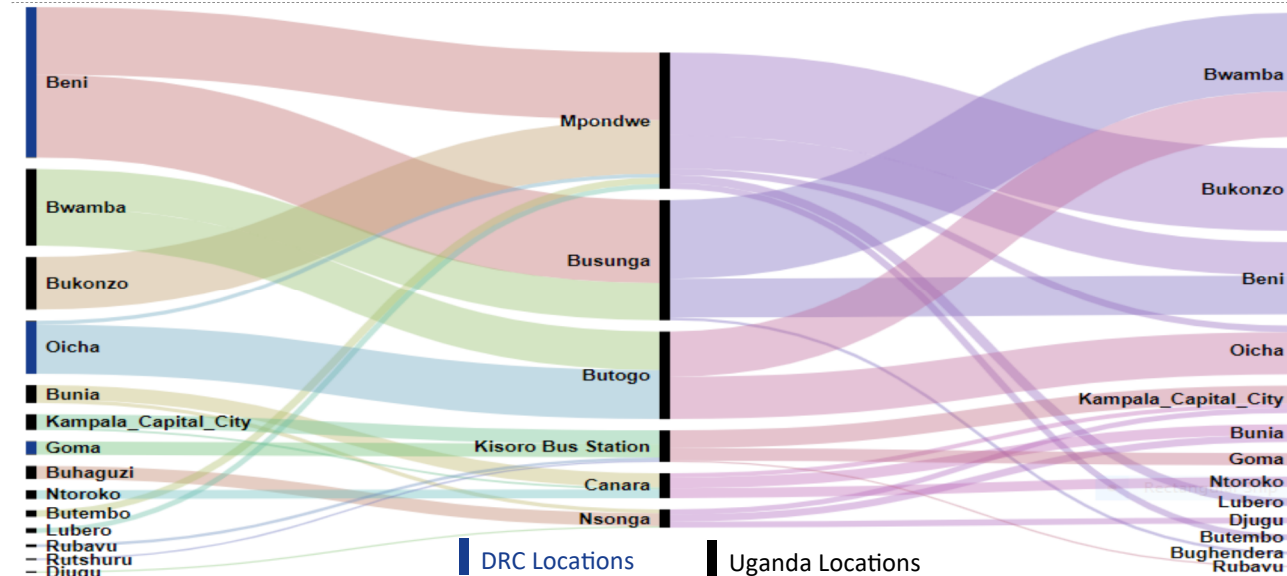 Beni
Bwamba
Bukonzo
Oicha
Bunia
Kampala_Capital_City
Goma
Buhaguzi
Ntoroko
Butembo
Lubero
Rubavu
Rutshuru
Djugu
Mpondwe
Busunga
Butogo
Kisoro Bus Station
Canara
Nsonga
Bwamba
Bukonzo
Beni
Oicha
Kampala_Capital_City
Bunia
Goma
Ntoroko
Lubero
Djugu
Butembo
Bughendera
Rubavu
DRC Locations
Uganda Locations